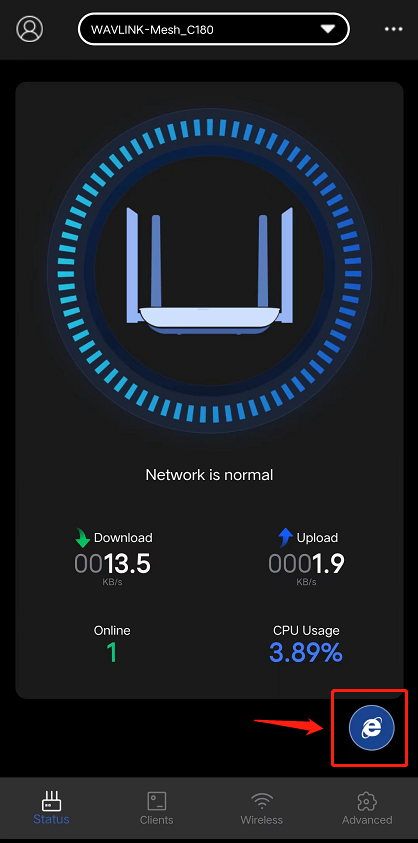 WAVLINK-Mesh_C180
Network is normal
Download
Upload
0013.5
0001.9
KB/s
KB/s
Online
CPU Usage
1
3.89%
Status
Clients
Wireless
Advanced